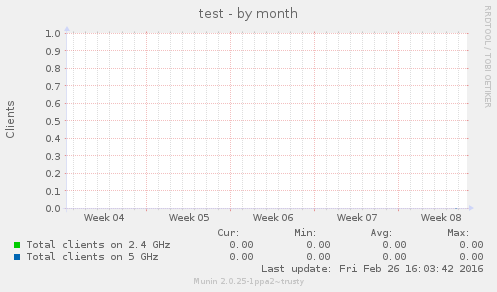 test - by month
RRDTOOL / TOBI OETIKER
Clients
1.0
0.9
0.8
0.7
0.6
0.5
0.4
0.3
0.2
0.1
0.0
Week 04 Week 05 Week 06 Week 07 Week 08
Cur: Min: Avg: Max:
Total clients on 2.4 GHz 0.00 0.00 0.00 0.00
Total clients on 5 GHz 0.00 0.00 0.00 0.00
Last update: Fri Feb 26 16:03:42 2016
Munin 2.0.25-1ppa2~trusty